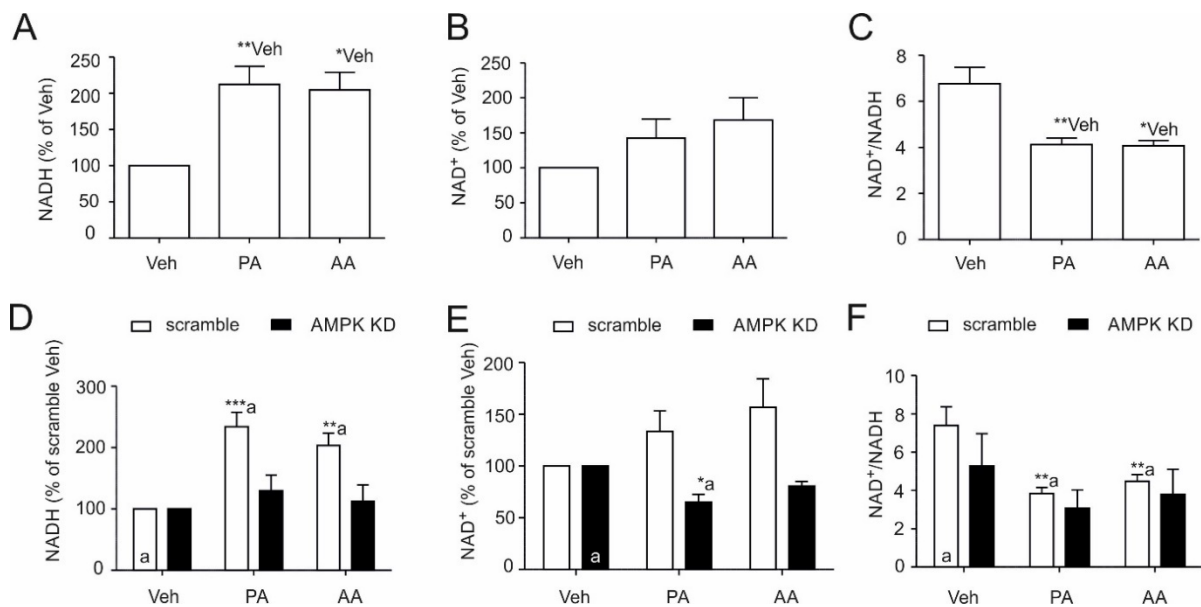 A
NADH (% of Veh)
250
200
150
100
50
0
**Veh
*Veh
Veh PA AA
B
NAD+ (% of Veh)
250
200
150
100
50
0
Veh PA AA
C
NAD+/NADH
8
6
4
2
0
**Veh
*Veh
Veh PA AA
D
scramble AMPK KD
NADH (% of scramble Veh)
300
200
100
0
***a
**a
a
Veh PA AA
E
scramble AMPK KD
NAD+ (% of scramble Veh)
200
150
100
50
0
*a
a
Veh PA AA
F
scramble AMPK KD
NAD+/NADH
10
8
6
4
2
0
**a
**a
a
Veh PA AA